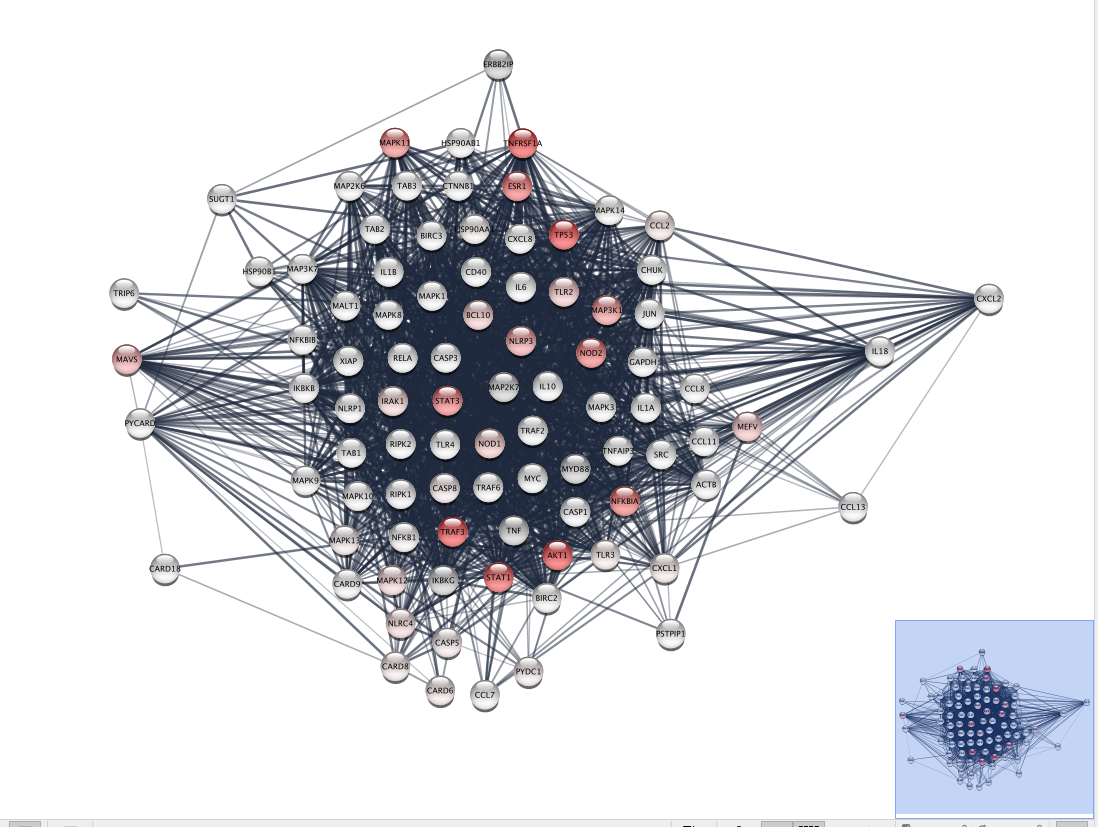 ERBB2IP
MAPK11
HSP90AB1
TNFRSF1A
MAP2K6
TAB3
CTNNB1
ESR1
SUGT1
MAPK14
CCL2
TAB2
BIRC3
HSP90AA1
CXCL8
TP53
HSP90B1
MAP3K7
IL1B
CD40
CHUK
TRIP6
MAPK1
IL6
TLR2
CXCL2
MALT1
MAPK8
BCL10
MAP3K1
JUN
NFKBIB
NLRP3
MAVS
XIAP
RELA
CASP3
NOD2
GAPDH
IL18
IKBKB
MAP2K7
IL10
CCL8
NLRP1
IRAK1
STAT3
MAPK3
IL1A
PYCARD
TRAF2
MEFV
TAB1
RIPK2
TLR4
NOD1
TNFAIP3
SRC
CCL11
MAPK9
MAPK10
RIPK1
CASP8
TRAF6
MYC
MYD88
ACTB
NFKBIA
CCL13
CASP1
MAPK13
NFKB1
TRAF3
TNF
AKT1
TLR3
CARD18
CARD9
MAPK12
IKBKG
STAT1
BIRC2
CXCL1
NLRC4
CASP5
PSTPIP1
CARD8
PYDC1
CARD6
CCL7